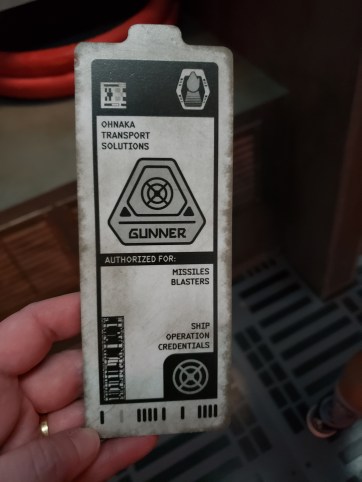 OHNAKA
TRANSPORT
SOLUTIONS
GUNNER
AUTHORIZED FOR:
MISSILES
BLASTERS
SHIP
OPERATION
CREDENTIALS